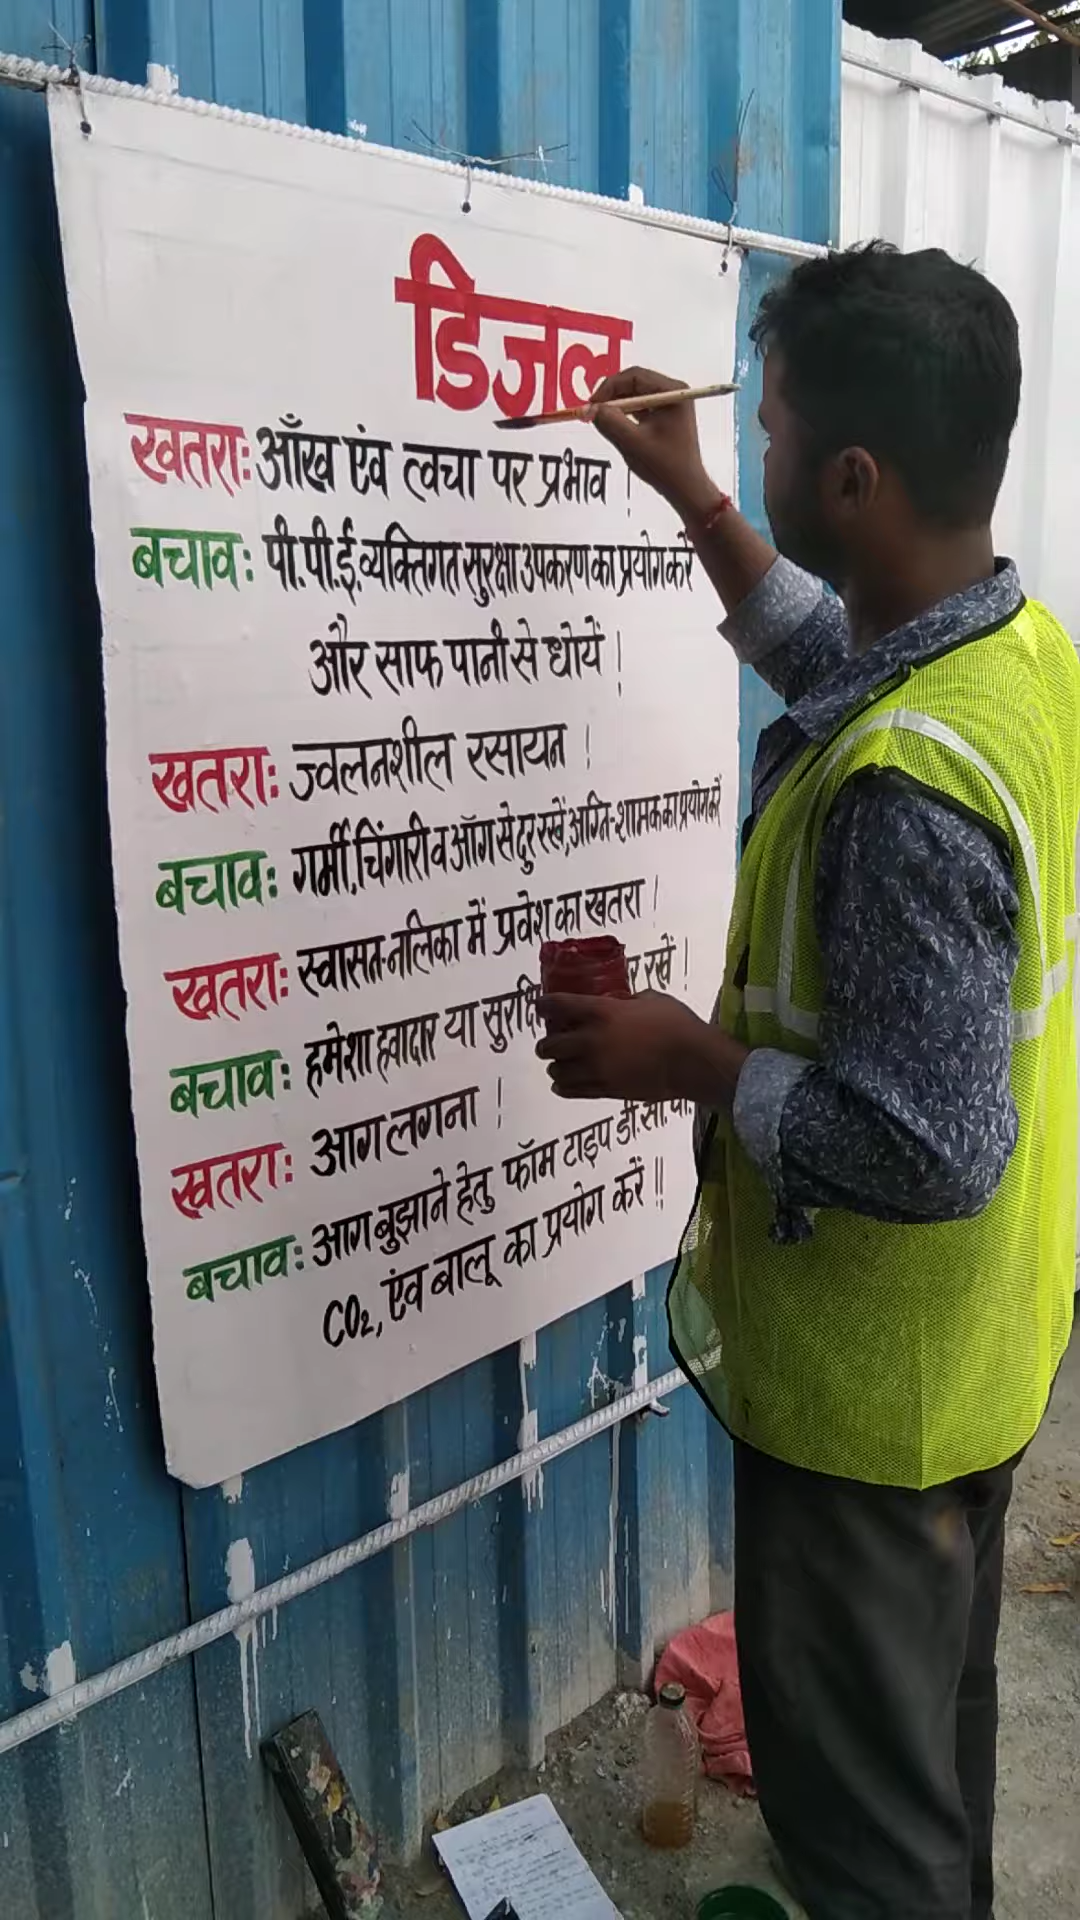 डिजल
खतरा: आँख एंव त्वचा पर प्रभाव !
बचाव: पी.पी.ई. व्यक्तिगत सुरक्षा उपकरण का प्रयोग करें
और साफ पानी से धोयें !
खतरा: ज्वलनशील रसायन !
बचाव: गर्मी, चिंगारी व ऑग से दुर रखें, अग्नि-शामक का प्रयोग करें
खतरा: स्वासन-नलिका में प्रवेश का खतरा !
बचाव: हमेशा हवादार या रखें !
खतरा: आग लगना !
बचाव: आग बुझाने हेतु फॉम टाइप डी.सी.पी.
CO₂, एंव बालू का प्रयोग करें !!